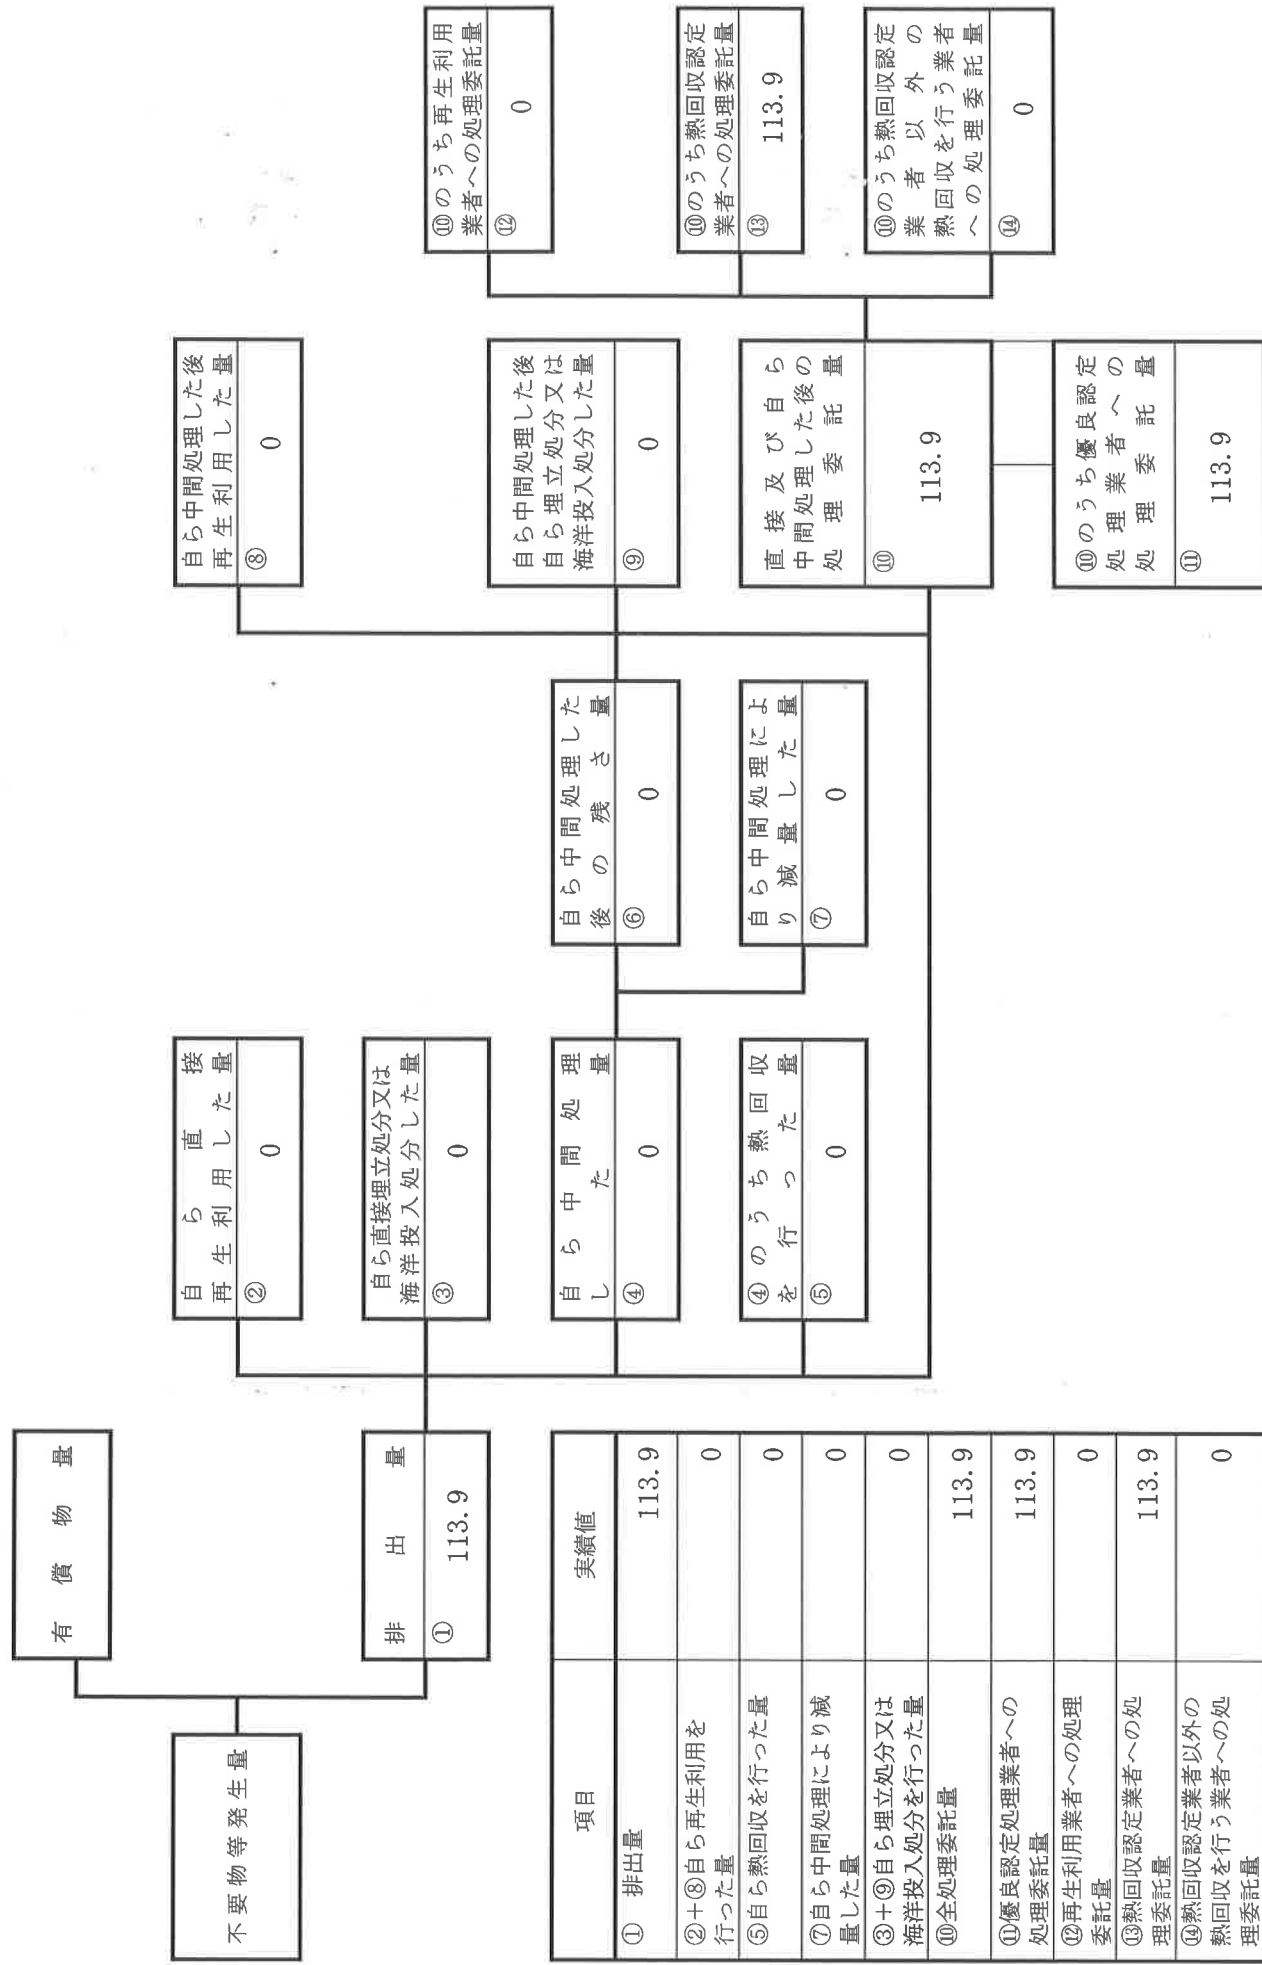 不要物等発生量
有償物量
排出量
①
113.9
自ら直接
再生利用した量
②
0
自ら直接埋立処分又は
海洋投入処分した量
③
0
自ら中間処理
した量
④
0
④のうち熱回収
を行った量
⑤
0
自ら中間処理した
後の残さ量
⑥
0
自ら中間処理によ
り減量した量
⑦
0
自ら中間処理した後
再生利用した量
⑧
0
自ら中間処理した後
自ら埋立処分又は
海洋投入処分した量
⑨
0
直接及び自ら
中間処理した後の
処理委託量
⑩
113.9
⑩のうち優良認定
処理業者への
処理委託量
⑪
113.9
⑩のうち再生利用
業者への処理委託量
⑫
0
⑩のうち熱回収認定
業者への処理委託量
⑬
113.9
⑩のうち熱回収認定
業者以外の
熱回収を行う業者
への処理委託量
⑭
0
項目 実績値
① 排出量 113.9
②+⑧自ら再生利用を
行った量 0
⑤自ら熱回収を行った量 0
⑦自ら中間処理により減
量した量 0
③+⑨自ら埋立処分又は
海洋投入処分を行った量 0
⑩全処理委託量 113.9
⑪優良認定処理業者への
処理委託量 113.9
⑫再生利用業者への処理
委託量 0
⑬熱回収認定業者への処
理委託量 113.9
⑭熱回収認定業者以外の
熱回収を行う業者への処
理委託量 0